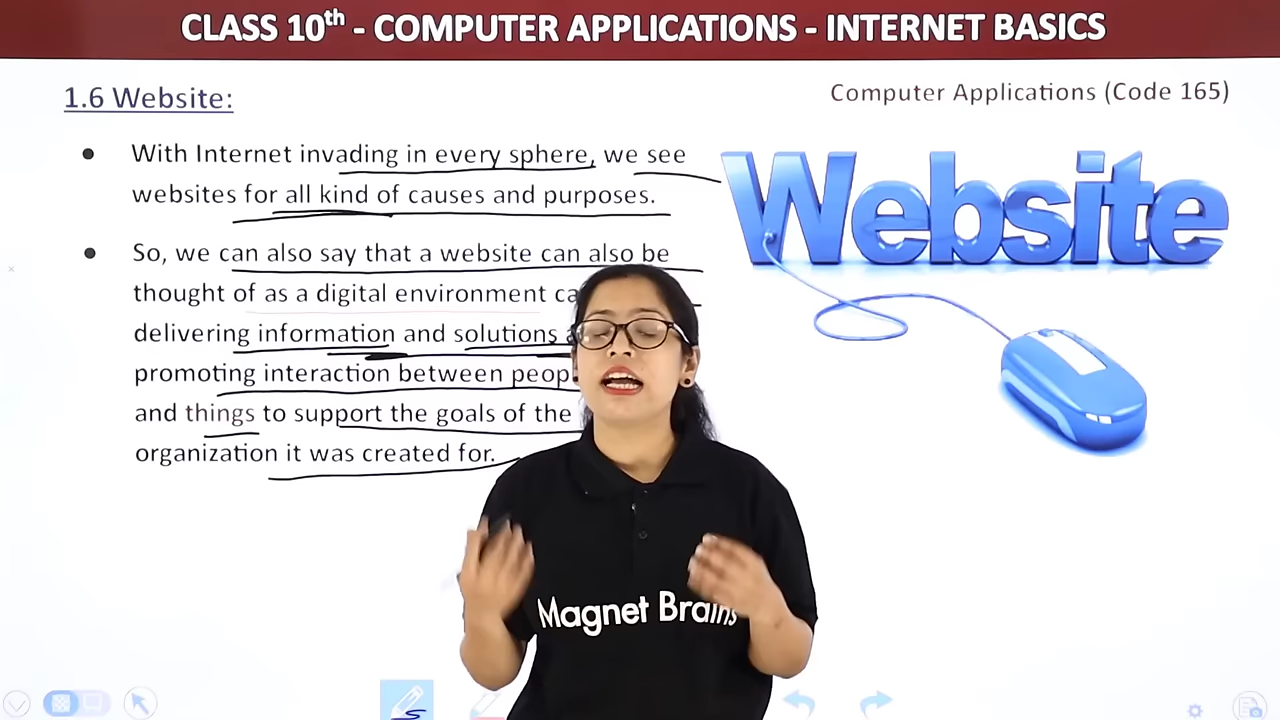 CLASS 10th - COMPUTER APPLICATIONS - INTERNET BASICS
1.6 Website:
Computer Applications (Code 165)
With Internet invading in every sphere, we see
websites for all kind of causes and purposes.
So, we can also say that a website can also be
thought of as a digital environment
delivering information and solutions
promoting interaction between
and things to support the goals of the
organization it was created for.
Website
Magnet Brains